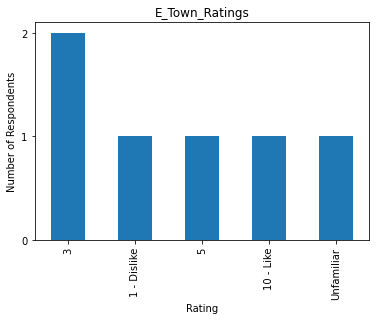 E_Town_Ratings
Number of Respondents
2
1
0
3
1 - Dislike
5
10 - Like
Unfamiliar
Rating